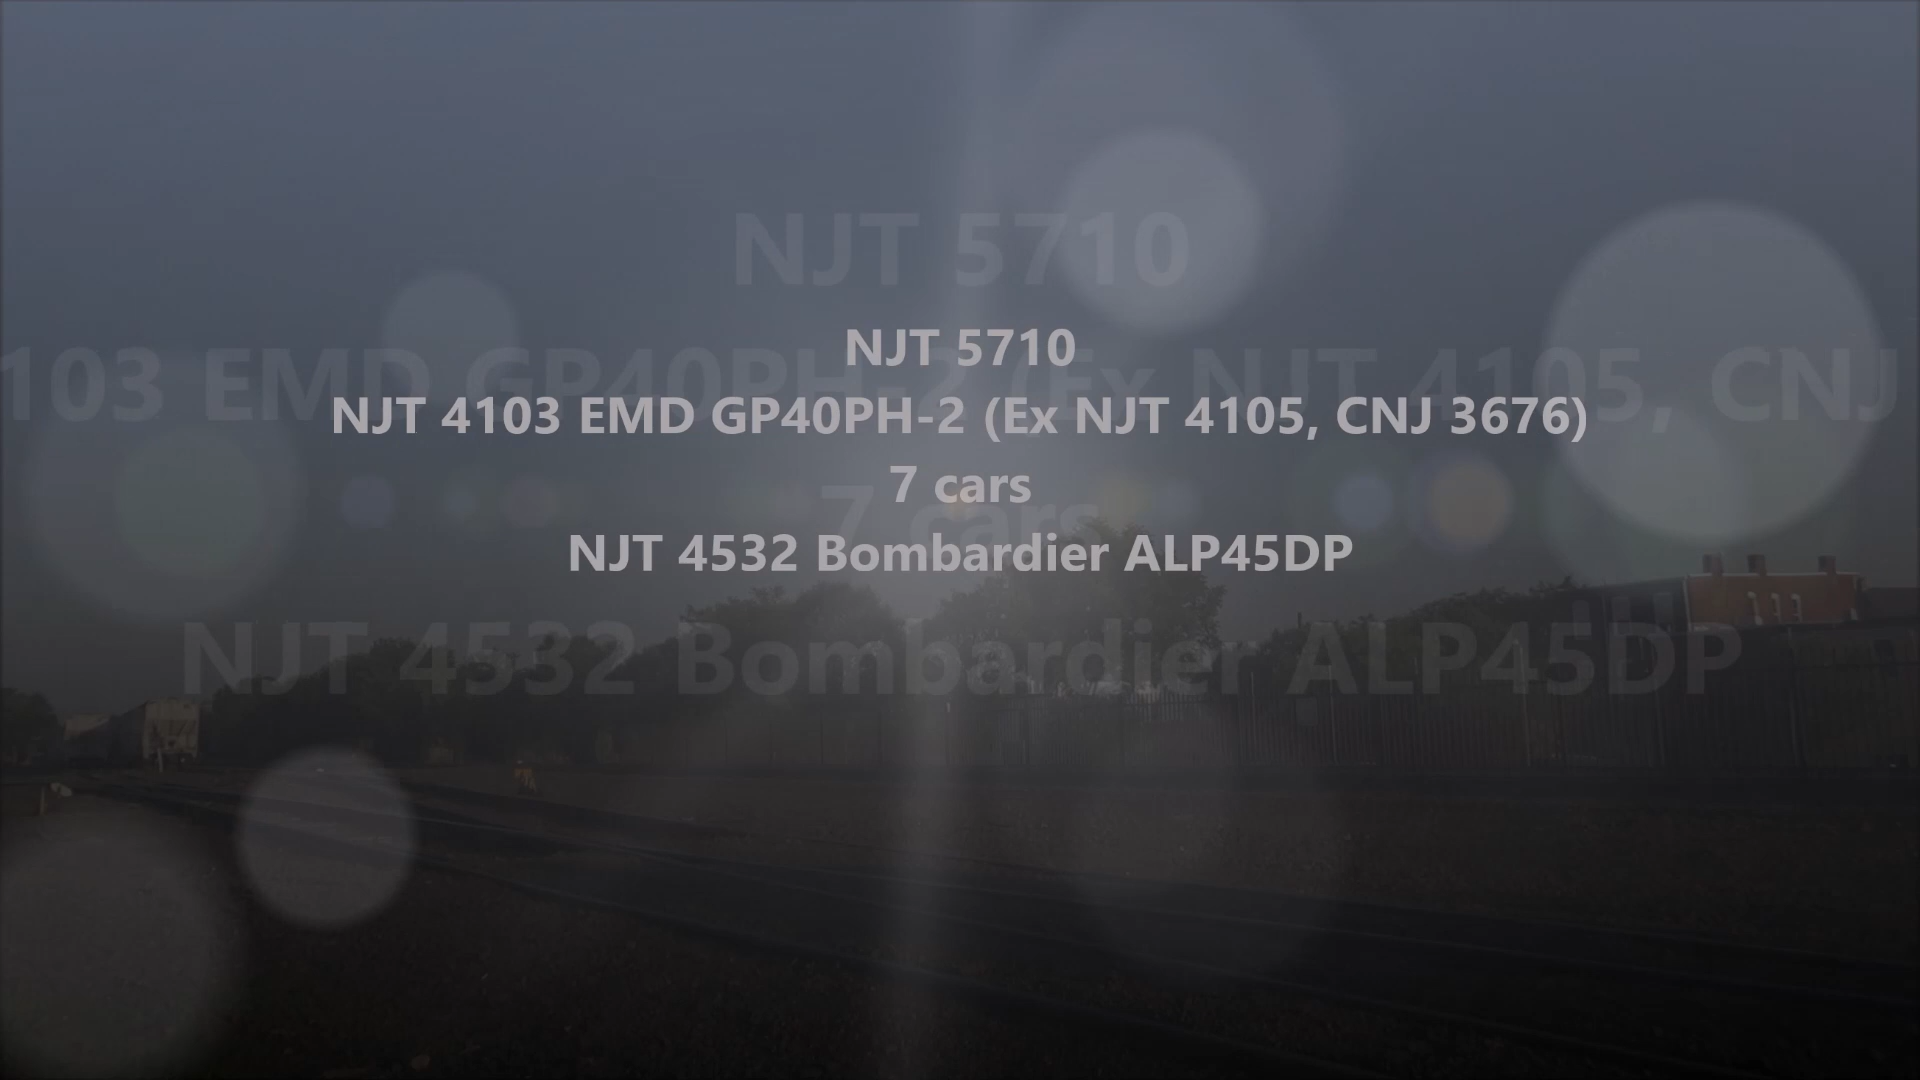 NJT 5710
NJT 4103 EMD GP40PH-2 (Ex NJT 4105, CNJ 3676)
7 cars
NJT 4532 Bombardier ALP45DP